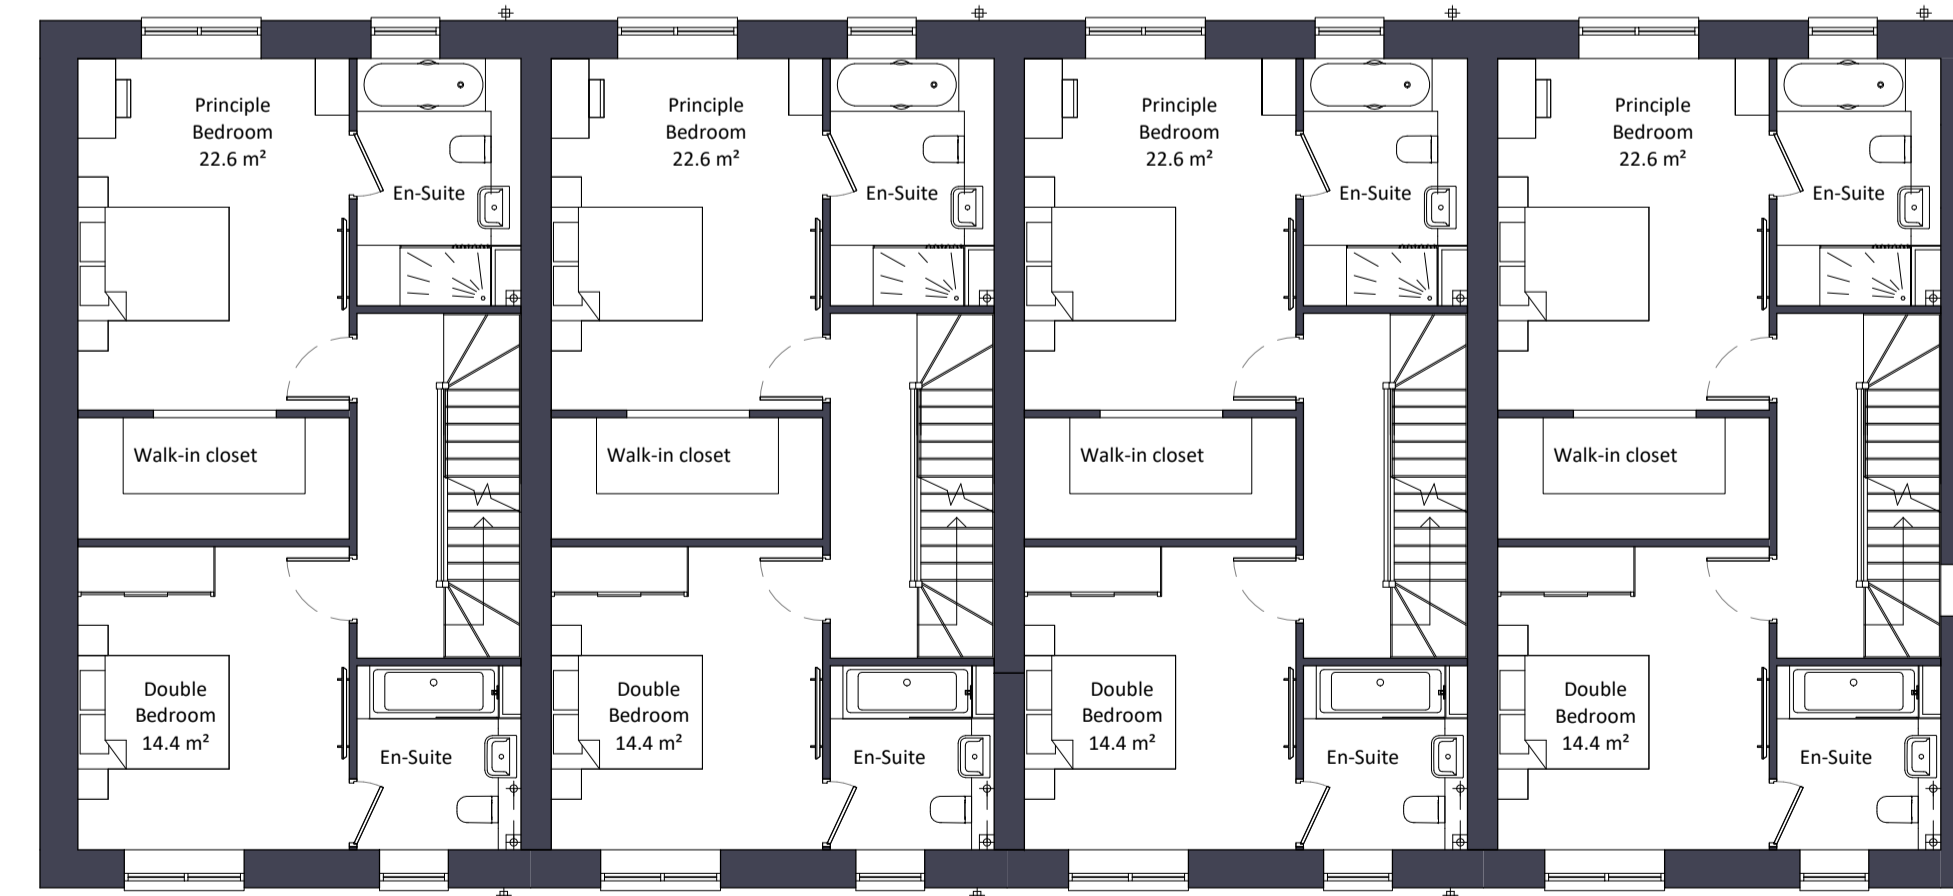 Principle
Bedroom
22.6 m²
En-Suite
Principle
Bedroom
22.6 m²
En-Suite
Principle
Bedroom
22.6 m²
En-Suite
Principle
Bedroom
22.6 m²
En-Suite
Walk-in closet
Walk-in closet
Walk-in closet
Walk-in closet
Double
Bedroom
14.4 m²
En-Suite
Double
Bedroom
14.4 m²
En-Suite
Double
Bedroom
14.4 m²
En-Suite
Double
Bedroom
14.4 m²
En-Suite